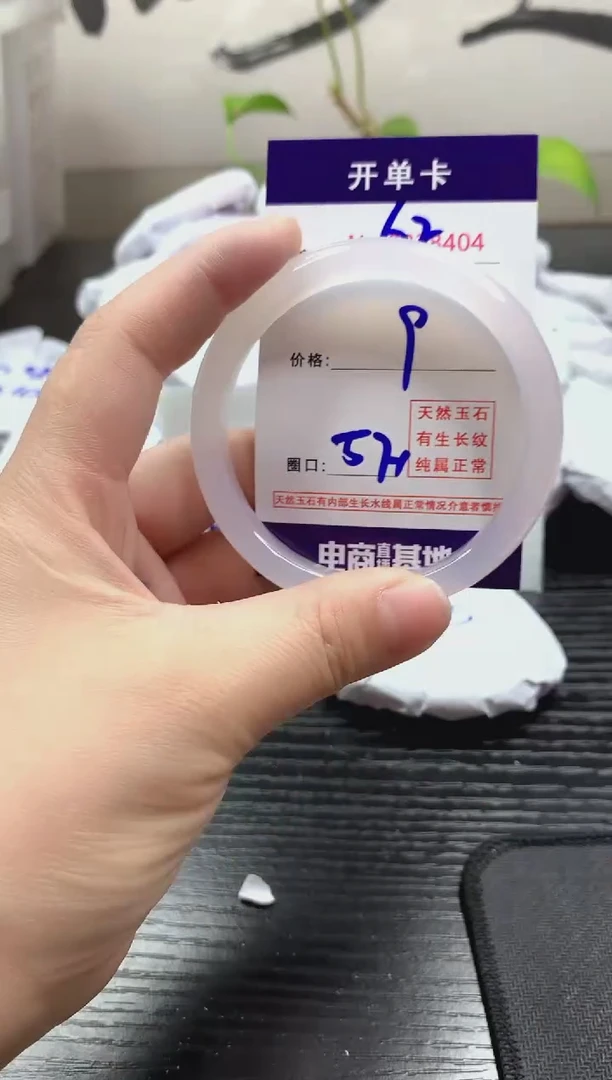 开单卡
8404
价格:
天然玉石
有生长纹
纯属正常
圈口:
天然玉石有内部生长水线属正常情况介意者慎拍
电商直播基地